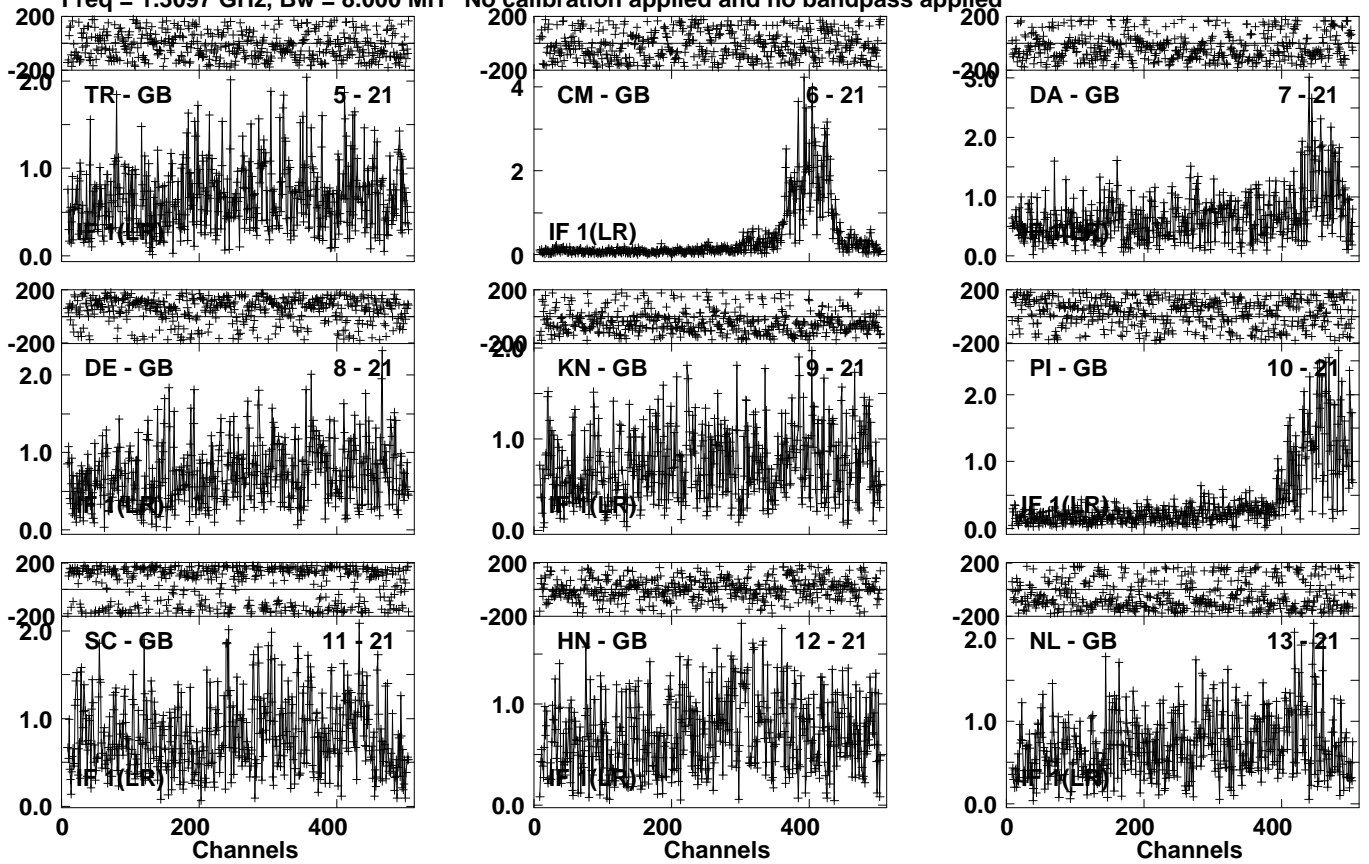 Freq = 1.3097 GHz, Bw = 8.000 MH No calibration applied and no bandpass applied
200 200 200
-200 -200 -200
2.0 TR - GB 5 - 21 4 CM - GB 6 - 21 3.0 DA - GB 7 - 21
2.0
1.0 2 1.0
IF 1(LR) IF 1(LR) IF 1(LR)
0.0 0 0.0
200 200 200
-200 -200 -200
2.0 DE - GB 8 - 21 2.0 KN - GB 9 - 21 2.0 PI - GB 10 - 21
1.0 1.0 1.0
IF 1(LR) IF 1(LR) IF 1(LR)
0.0 0.0 0.0
200 200 200
-200 -200 -200
2.0 SC - GB 11 - 21 2.0 HN - GB 12 - 21 2.0 NL - GB 13 - 21
1.0 1.0 1.0
IF 1(LR) IF 1(LR) IF 1(LR)
0.0 0.0 0.0
0 200 400 0 200 400 0 200 400
Channels Channels Channels